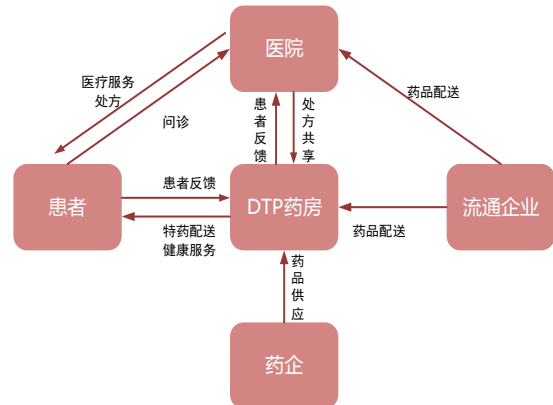 医院
医疗服务
处方
问诊
患者反馈
处方共享
药品配送
患者
患者反馈
特药配送
健康服务
DTP药房
药品配送
流通企业
药品供应
药企